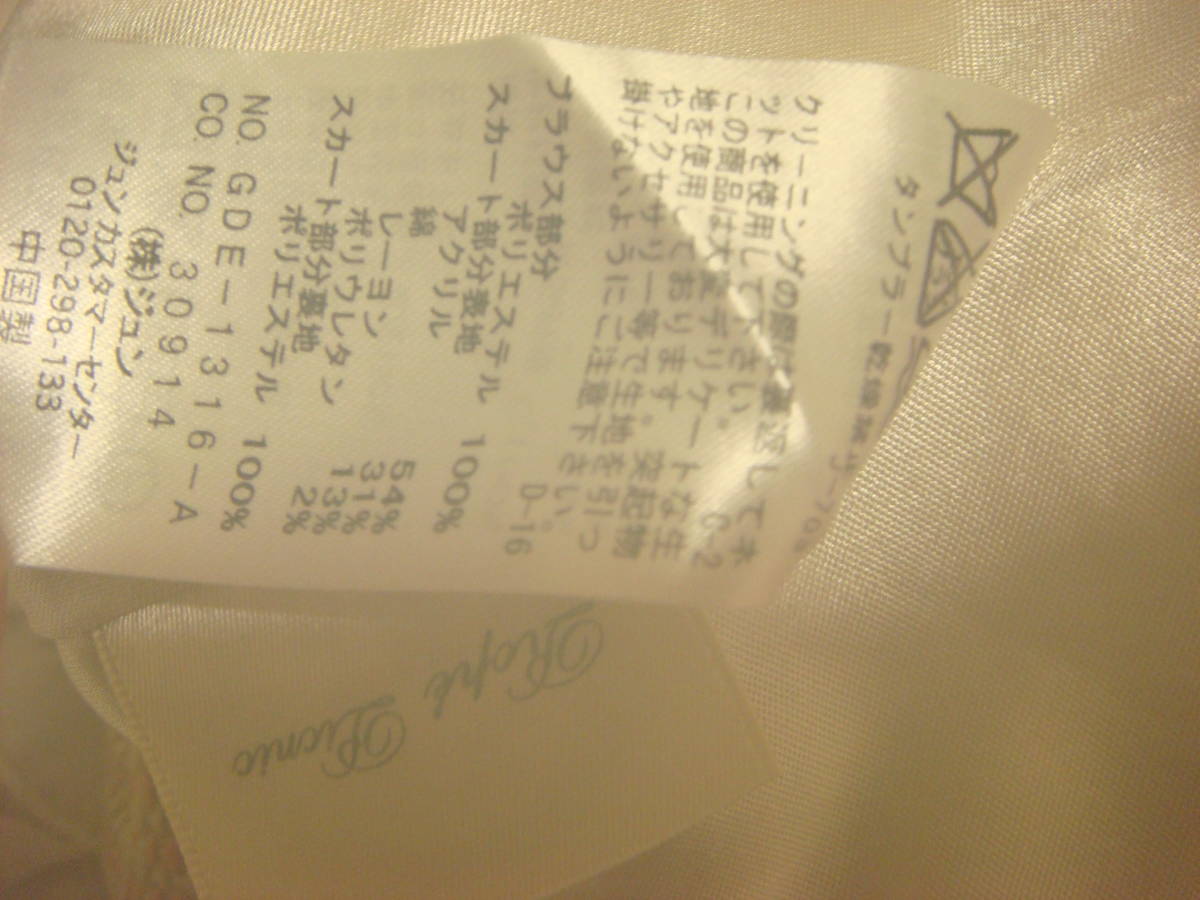 タンブラー乾燥
クリーニングの際は裏返してネ
ットを使用して下さい。 C-2
この商品は大変デリケートな生
地を使用しております。突起物
やアクセサリー等で生地を引っ
掛けないようにご注意下さい。
D-16
ブラウス部分
ポリエステル 100%
スカート部分表地
アクリル 54%
綿 31%
レーヨン 13%
ポリウレタン 2%
スカート部分裏地
ポリエステル 100%
NO. GDE-1316-A
CO. NO. 30914
(株)ジュン
ジュンカスタマーセンター
0120-298-133
中国製
Ropé Picnic